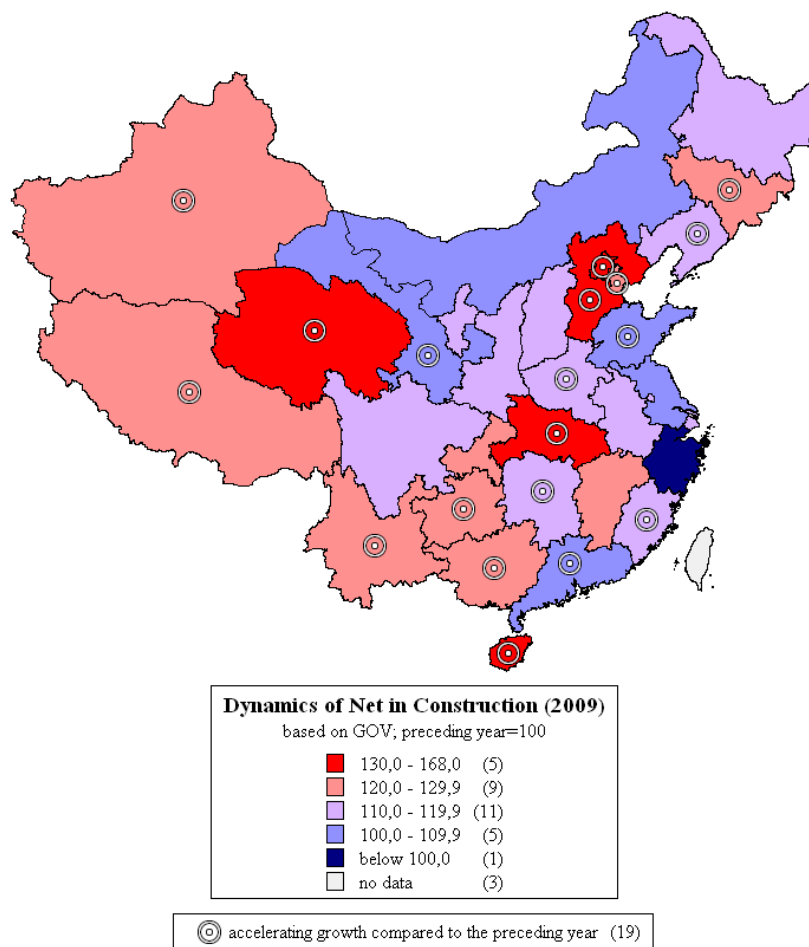 Dynamics of Net in Construction (2009)
based on GOV; preceding year=100
130,0 - 168,0 (5)
120,0 - 129,9 (9)
110,0 - 119,9 (11)
100,0 - 109,9 (5)
below 100,0 (1)
no data (3)
accelerating growth compared to the preceding year (19)